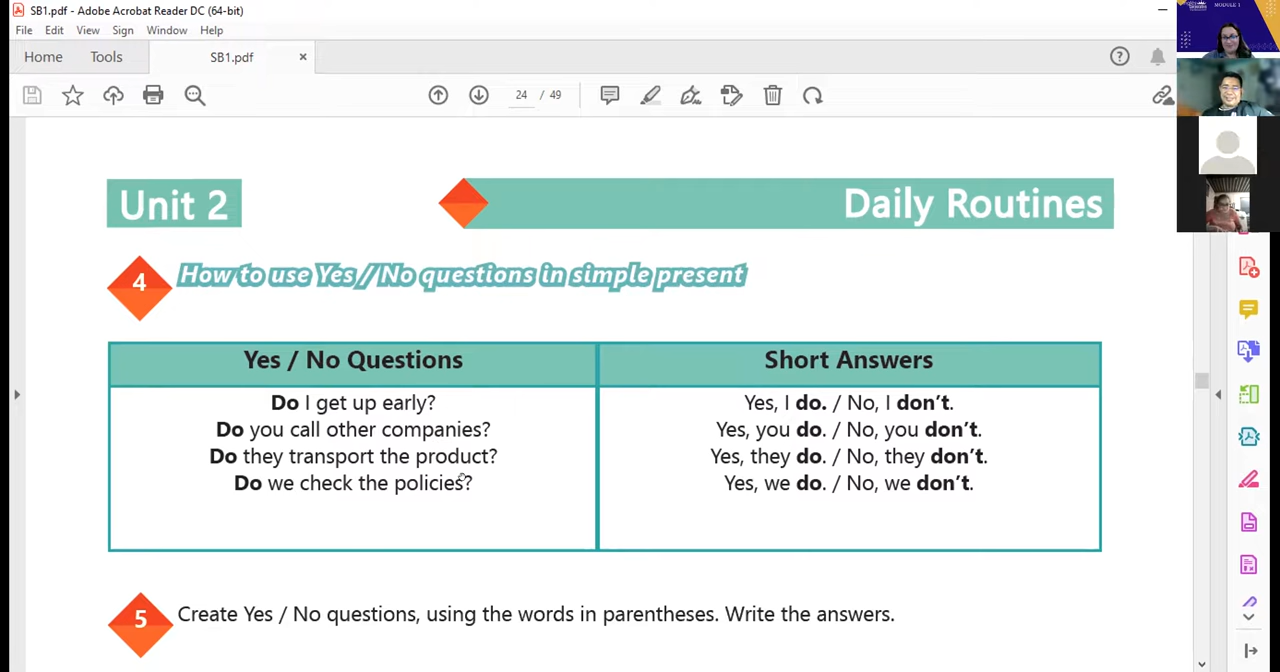 SB1.pdf - Adobe Acrobat Reader DC (64-bit)
File Edit View Sign Window Help
Home Tools SB1.pdf ×
24 / 49
MODULE 1
Unit 2
Daily Routines
4 How to use Yes / No questions in simple present
Yes / No Questions
Short Answers
Do I get up early?
Yes, I do. / No, I don't.
Do you call other companies?
Yes, you do. / No, you don't.
Do they transport the product?
Yes, they do. / No, they don't.
Do we check the policies?
Yes, we do. / No, we don't.
5 Create Yes / No questions, using the words in parentheses. Write the answers.